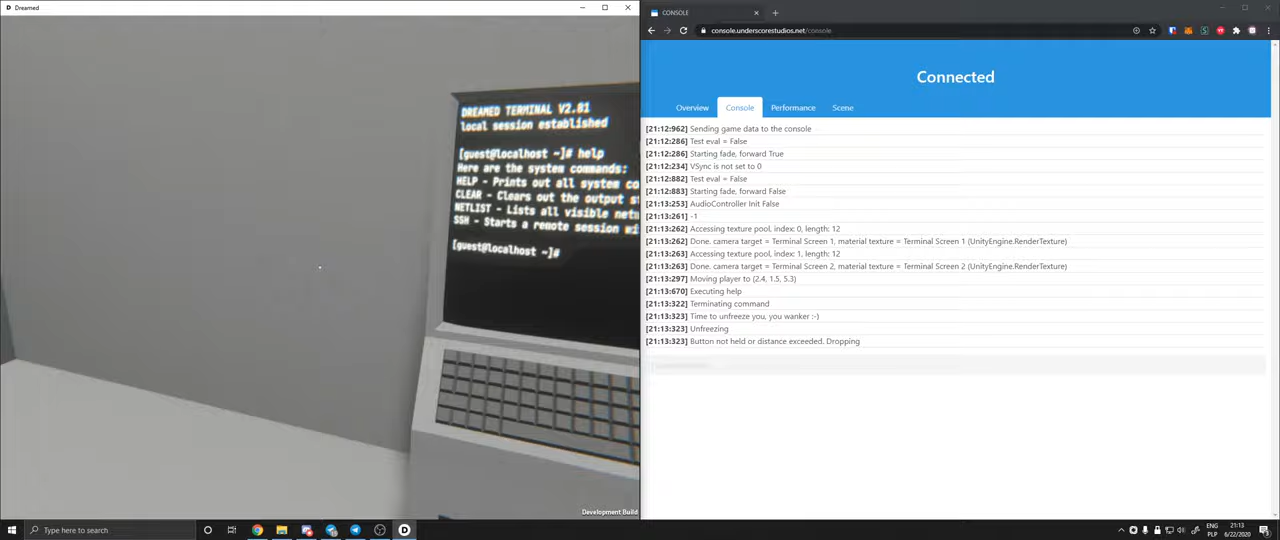 Dreamed
DREAMED TERMINAL V2.81
local session established
[guest@localhost ~]# help
Here are the system commands:
HELP - Prints out all system co
CLEAR - Clears out the output s
NETLIST - Lists all visible net
SSH - Starts a remote session wi
[guest@localhost ~]#
Development Build
CONSOLE
console.underscorestudios.net/console
Connected
Overview
Console
Performance
Scene
[21:12:962] Sending game data to the console
[21:12:286] Test eval = False
[21:12:286] Starting fade, forward True
[21:12:234] VSync is not set to 0
[21:12:882] Test eval = False
[21:12:883] Starting fade, forward False
[21:13:253] AudioController Init False
[21:13:261] -1
[21:13:262] Accessing texture pool, index: 0, length: 12
[21:13:262] Done. camera target = Terminal Screen 1, material texture = Terminal Screen 1 (UnityEngine.RenderTexture)
[21:13:263] Accessing texture pool, index: 1, length: 12
[21:13:263] Done. camera target = Terminal Screen 2, material texture = Terminal Screen 2 (UnityEngine.RenderTexture)
[21:13:297] Moving player to (2.4, 1.5, 5.3)
[21:13:670] Executing help
[21:13:322] Terminating command
[21:13:323] Time to unfreeze you, you wanker :-)
[21:13:323] Unfreezing
[21:13:323] Button not held or distance exceeded. Dropping
Type here to search
ENG
PLP
21:13
6/22/2020